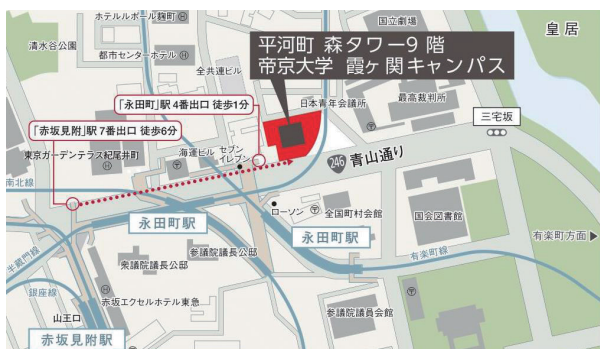 ホテルルポール麹町
国立劇場
皇居
清水谷公園
都市センターホテル
平河町 森タワー9 階
帝京大学 霞ヶ関キャンパス
全共連ビル
「永田町」駅 4番出口 徒歩1分
日本青年会議所
最高裁判所
三宅坂
「赤坂見附」駅 7番出口 徒歩6分
東京ガーデンテラス紀尾井町
海運ビル
セブン
イレブン
246 青山通り
南北線
永田町駅
ローソン
全国町村会館
国会図書館
永田町駅
有楽町方面
半蔵門線
衆議院議長公邸
参議院議長公邸
有楽町線
銀座線
赤坂エクセルホテル東急
山王口
参議院議員会館
赤坂見附駅